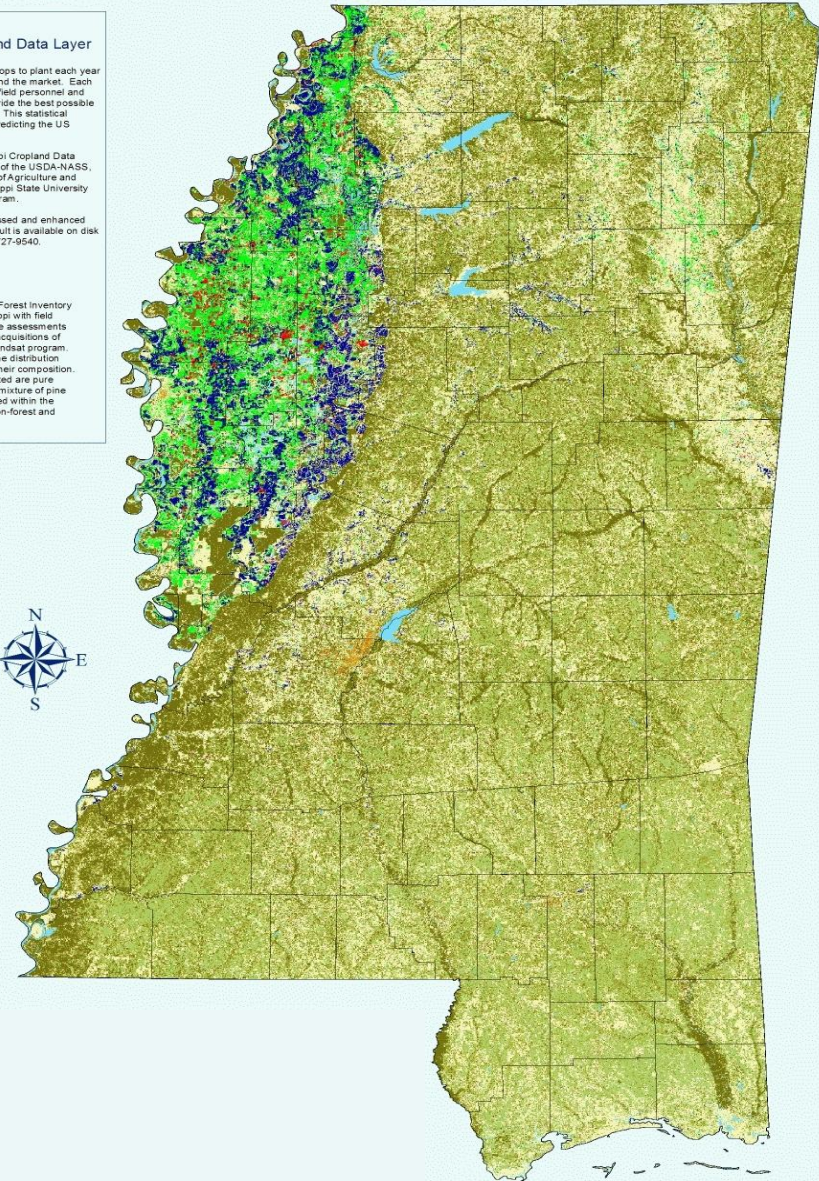 nd Data Layer
ops to plant each year
nd the market. Each
field personnel and
ide the best possible
This statistical
edicting the US
pi Cropland Data
of the USDA-NASS,
of Agriculture and
ppi State University
ram.
sed and enhanced
ult is available on disk
27-9540.
Forest Inventory
ppi with field
e assessments
cquisitions of
ndsat program.
e distribution
heir composition.
ed are pure
mixture of pine
ed within the
n-forest and
N
E
S